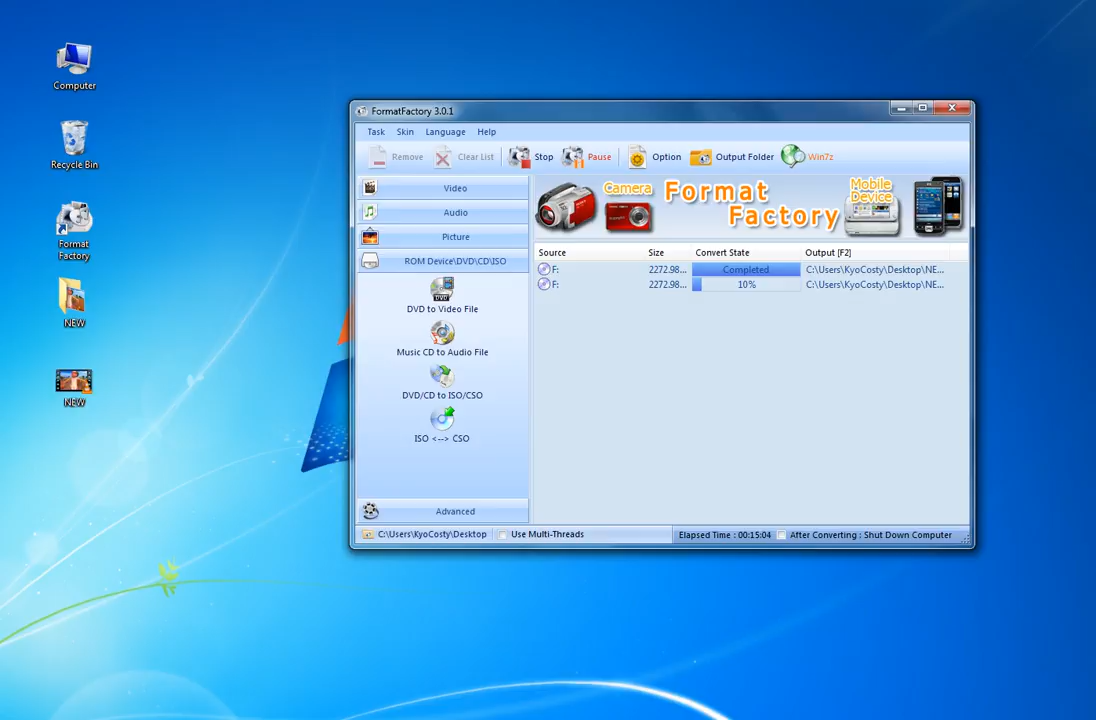 Computer
Recycle Bin
Format
Factory
NEW
NEW
FormatFactory 3.0.1
Task Skin Language Help
Remove Clear List Stop Pause Option Output Folder Win7z
Video
Audio
Picture
ROM Device\DVD\CD\ISO
DVD
DVD to Video File
Music CD to Audio File
DVD/CD to ISO/CSO
ISO <--> CSO
Advanced
Camera Format Factory Mobile Device
Source Size Convert State Output [F2]
F: 2272.98... Completed C:\Users\KyoCosty\Desktop\NE...
F: 2272.98... 10% C:\Users\KyoCosty\Desktop\NE...
C:\Users\KyoCosty\Desktop Use Multi-Threads Elapsed Time : 00:15:04 After Converting : Shut Down Computer